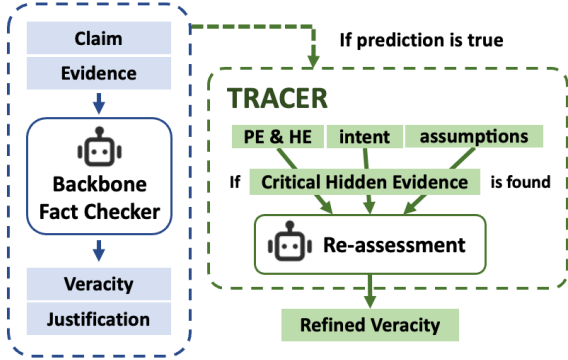 Claim
Evidence
Backbone
Fact Checker
Veracity
Justification
If prediction is true
TRACER
PE & HE intent assumptions
If Critical Hidden Evidence is found
Re-assessment
Refined Veracity